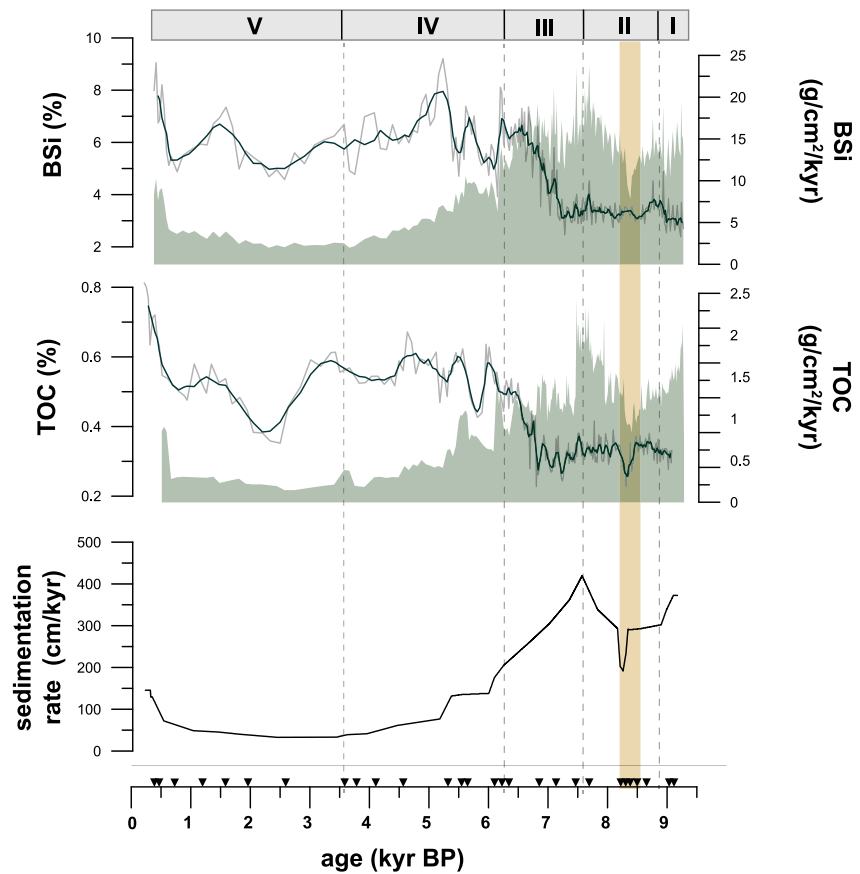 V IV III II I
BSi (%)
10
8
6
4
2
25
20
15
10
5
0
BSi
(g/cm²/kyr)
TOC (%)
0.8
0.6
0.4
0.2
2.5
2
1.5
1
0.5
0
TOC
(g/cm²/kyr)
sedimentation
rate (cm/kyr)
500
400
300
200
100
0
0 1 2 3 4 5 6 7 8 9
age (kyr BP)